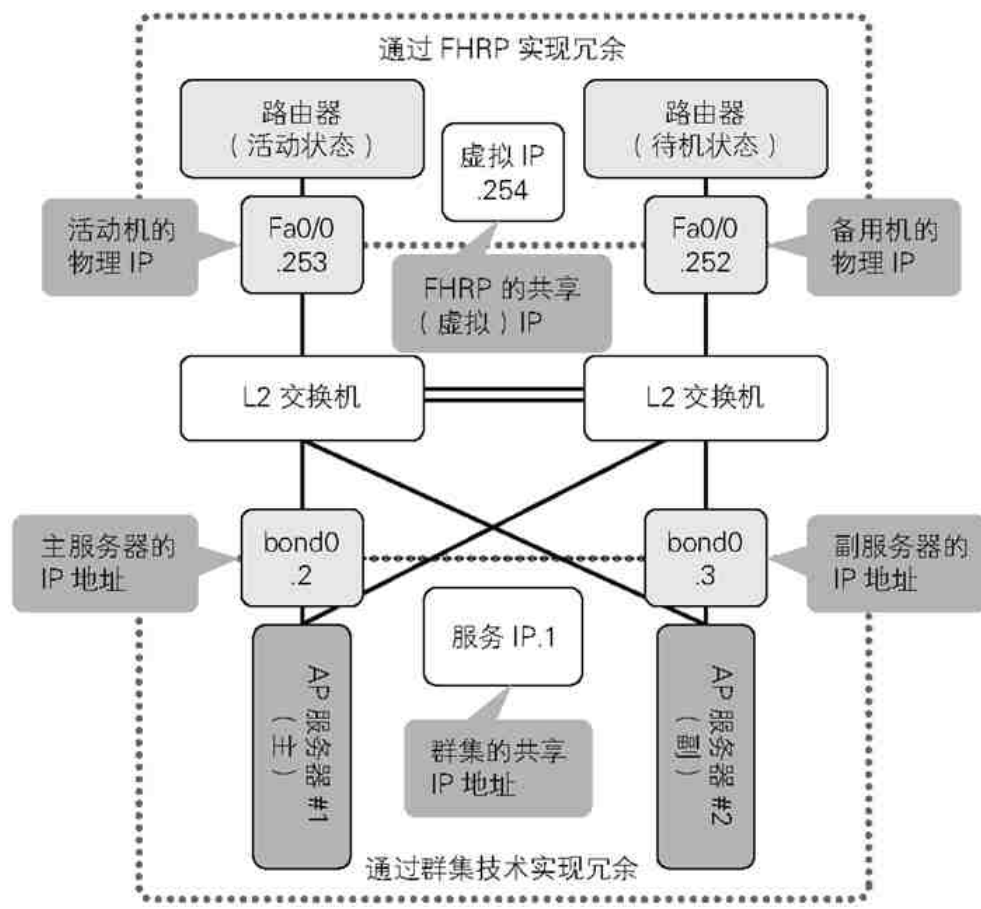 通过 FHRP 实现冗余
路由器
（活动状态）
路由器
（待机状态）
虚拟 IP
.254
活动机的
物理 IP
Fa0/0
.253
Fa0/0
.252
备用机的
物理 IP
FHRP 的共享
（虚拟）IP
L2 交换机
L2 交换机
主服务器的
IP 地址
bond0
.2
bond0
.3
副服务器的
IP 地址
服务 IP.1
AP 服务器 #1
（主）
AP 服务器 #2
（副）
群集的共享
IP 地址
通过群集技术实现冗余